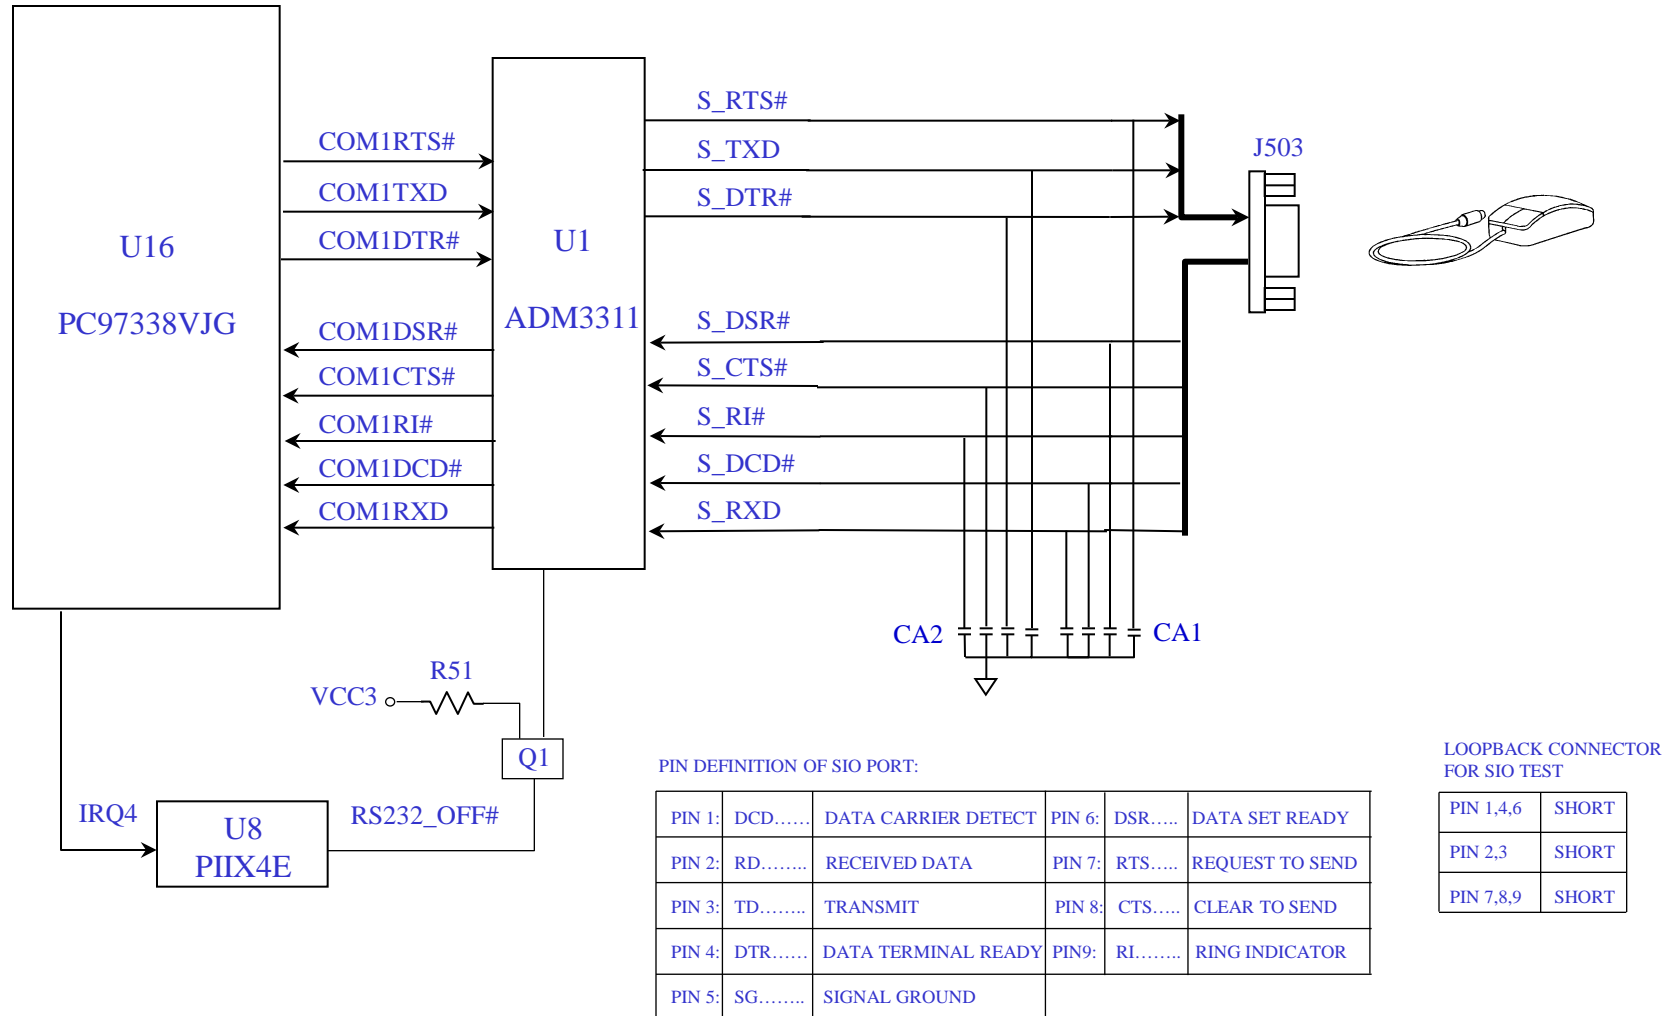 U16
PC97338VJG
COM1RTS#
COM1TXD
COM1DTR#
COM1DSR#
COM1CTS#
COM1RI#
COM1DCD#
COM1RXD
U1
ADM3311
S_RTS#
S_TXD
S_DTR#
S_DSR#
S_CTS#
S_RI#
S_DCD#
S_RXD
J503
CA2
CA1
R51
VCC3
Q1
IRQ4
U8
PIIX4E
RS232_OFF#
PIN DEFINITION OF SIO PORT:
PIN 1: DCD…… DATA CARRIER DETECT PIN 6: DSR….. DATA SET READY
PIN 2: RD…….. RECEIVED DATA PIN 7: RTS….. REQUEST TO SEND
PIN 3: TD…….. TRANSMIT PIN 8: CTS….. CLEAR TO SEND
PIN 4: DTR…… DATA TERMINAL READY PIN9: RI…….. RING INDICATOR
PIN 5: SG…….. SIGNAL GROUND
LOOPBACK CONNECTOR
FOR SIO TEST
PIN 1,4,6 SHORT
PIN 2,3 SHORT
PIN 7,8,9 SHORT